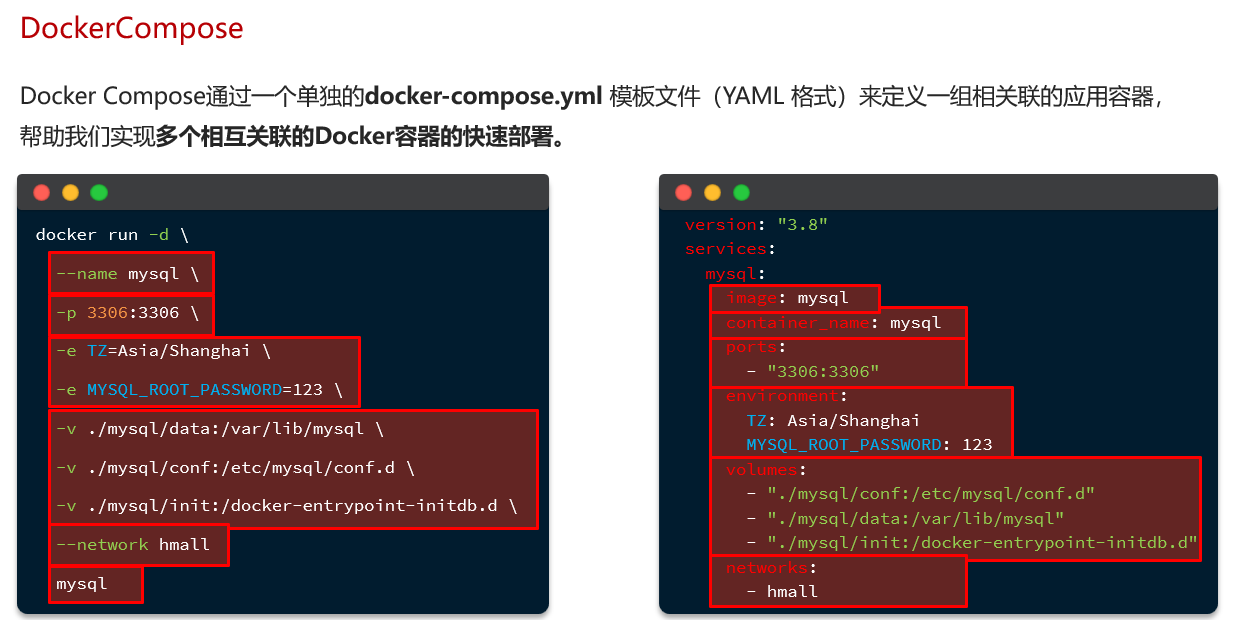 DockerCompose
Docker Compose通过一个单独的docker-compose.yml 模板文件（YAML 格式）来定义一组相关联的应用容器，
帮助我们实现多个相互关联的Docker容器的快速部署。
docker run -d \
--name mysql \
-p 3306:3306 \
-e TZ=Asia/Shanghai \
-e MYSQL_ROOT_PASSWORD=123 \
-v ./mysql/data:/var/lib/mysql \
-v ./mysql/conf:/etc/mysql/conf.d \
-v ./mysql/init:/docker-entrypoint-initdb.d \
--network hmall
mysql
version: "3.8"
services:
mysql:
image: mysql
container_name: mysql
ports:
- "3306:3306"
environment:
TZ: Asia/Shanghai
MYSQL_ROOT_PASSWORD: 123
volumes:
- "./mysql/conf:/etc/mysql/conf.d"
- "./mysql/data:/var/lib/mysql"
- "./mysql/init:/docker-entrypoint-initdb.d"
networks:
- hmall